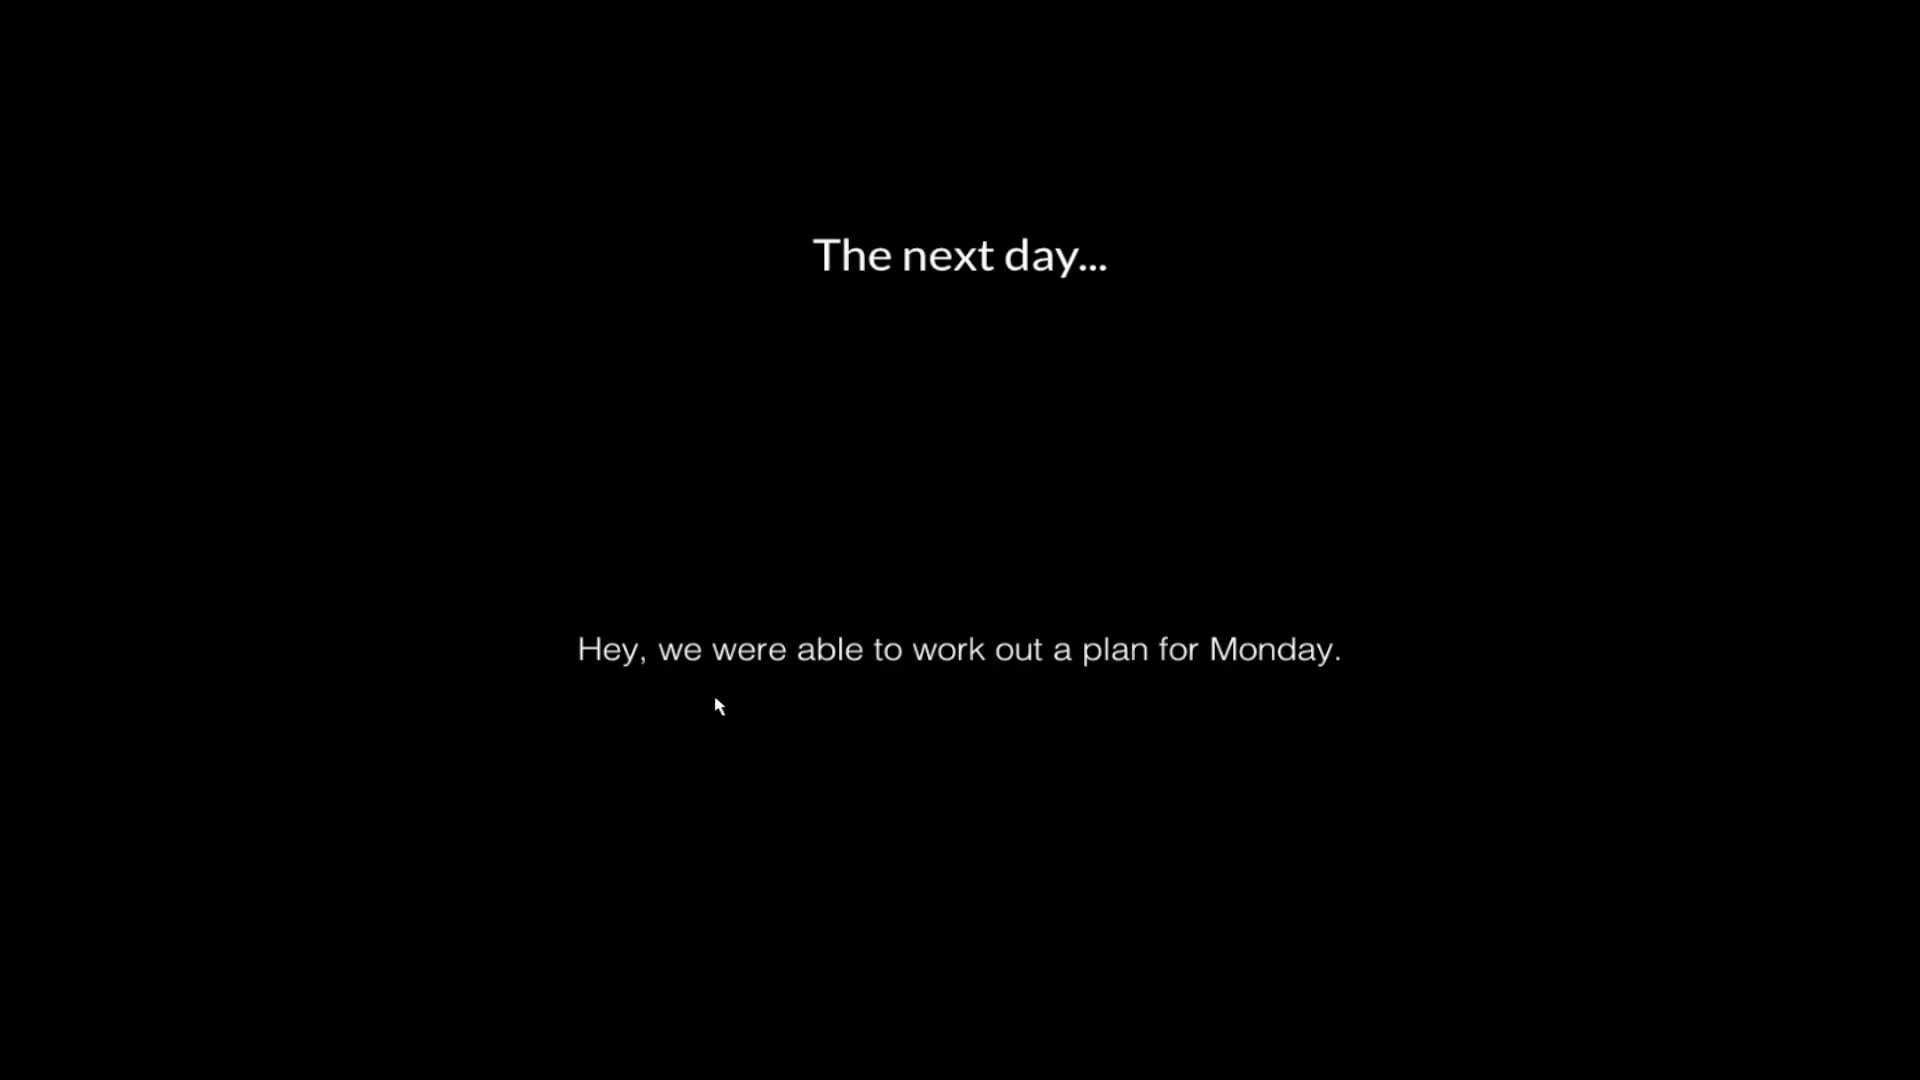 The next day...
Hey, we were able to work out a plan for Monday.